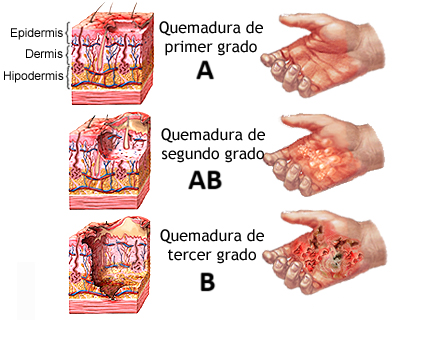 Quemadura de
primer grado
A
Epidermis
Dermis
Hipodermis
Quemadura de
segundo grado
AB
Quemadura de
tercer grado
B